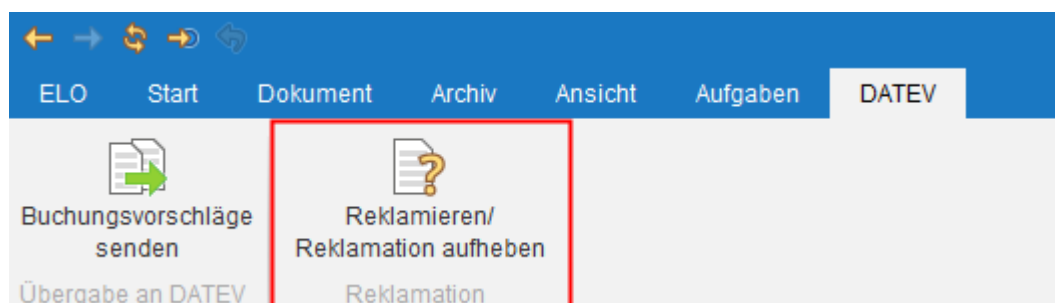 ELO Start Dokument Archiv Ansicht Aufgaben DATEV
Buchungsvorschläge Reklamieren/
senden Reklamation aufheben
Übergabe an DATEV Reklamation